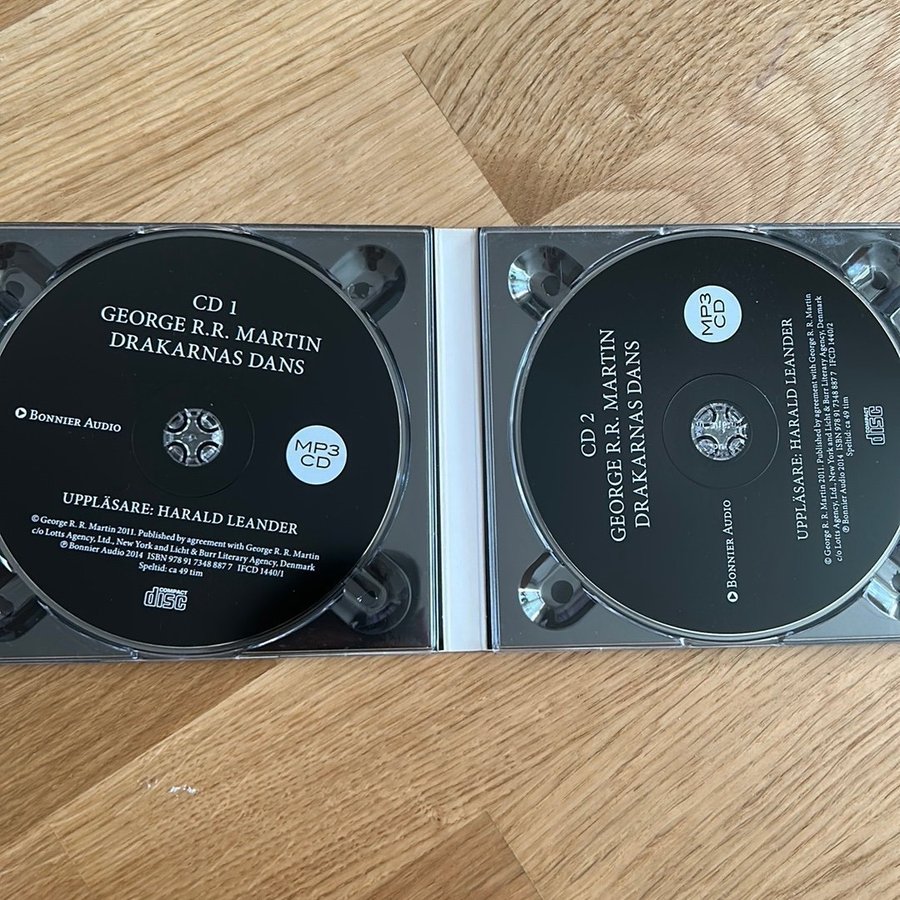 CD 1
GEORGE R.R. MARTIN
DRAKARNAS DANS
BONNIER AUDIO
MP3
CD
UPPLÄSARE: HARALD LEANDER
© George R. R. Martin 2011. Published by agreement with George R. R. Martin
c/o Lotts Agency, Ltd., New York and Licht & Burr Literary Agency, Denmark
℗ Bonnier Audio 2014 ISBN 978 91 7348 887 7 IFCD 1440/1
Speltid: ca 49 tim
COMPACT
disc
CD 2
GEORGE R.R. MARTIN
DRAKARNAS DANS
BONNIER AUDIO
MP3
CD
UPPLÄSARE: HARALD LEANDER
© George R. R. Martin 2011. Published by agreement with George R. R. Martin
c/o Lotts Agency, Ltd., New York and Licht & Burr Literary Agency, Denmark
℗ Bonnier Audio 2014 ISBN 978 91 7348 887 7 IFCD 1440/2
Speltid: ca 49 tim
COMPACT
disc